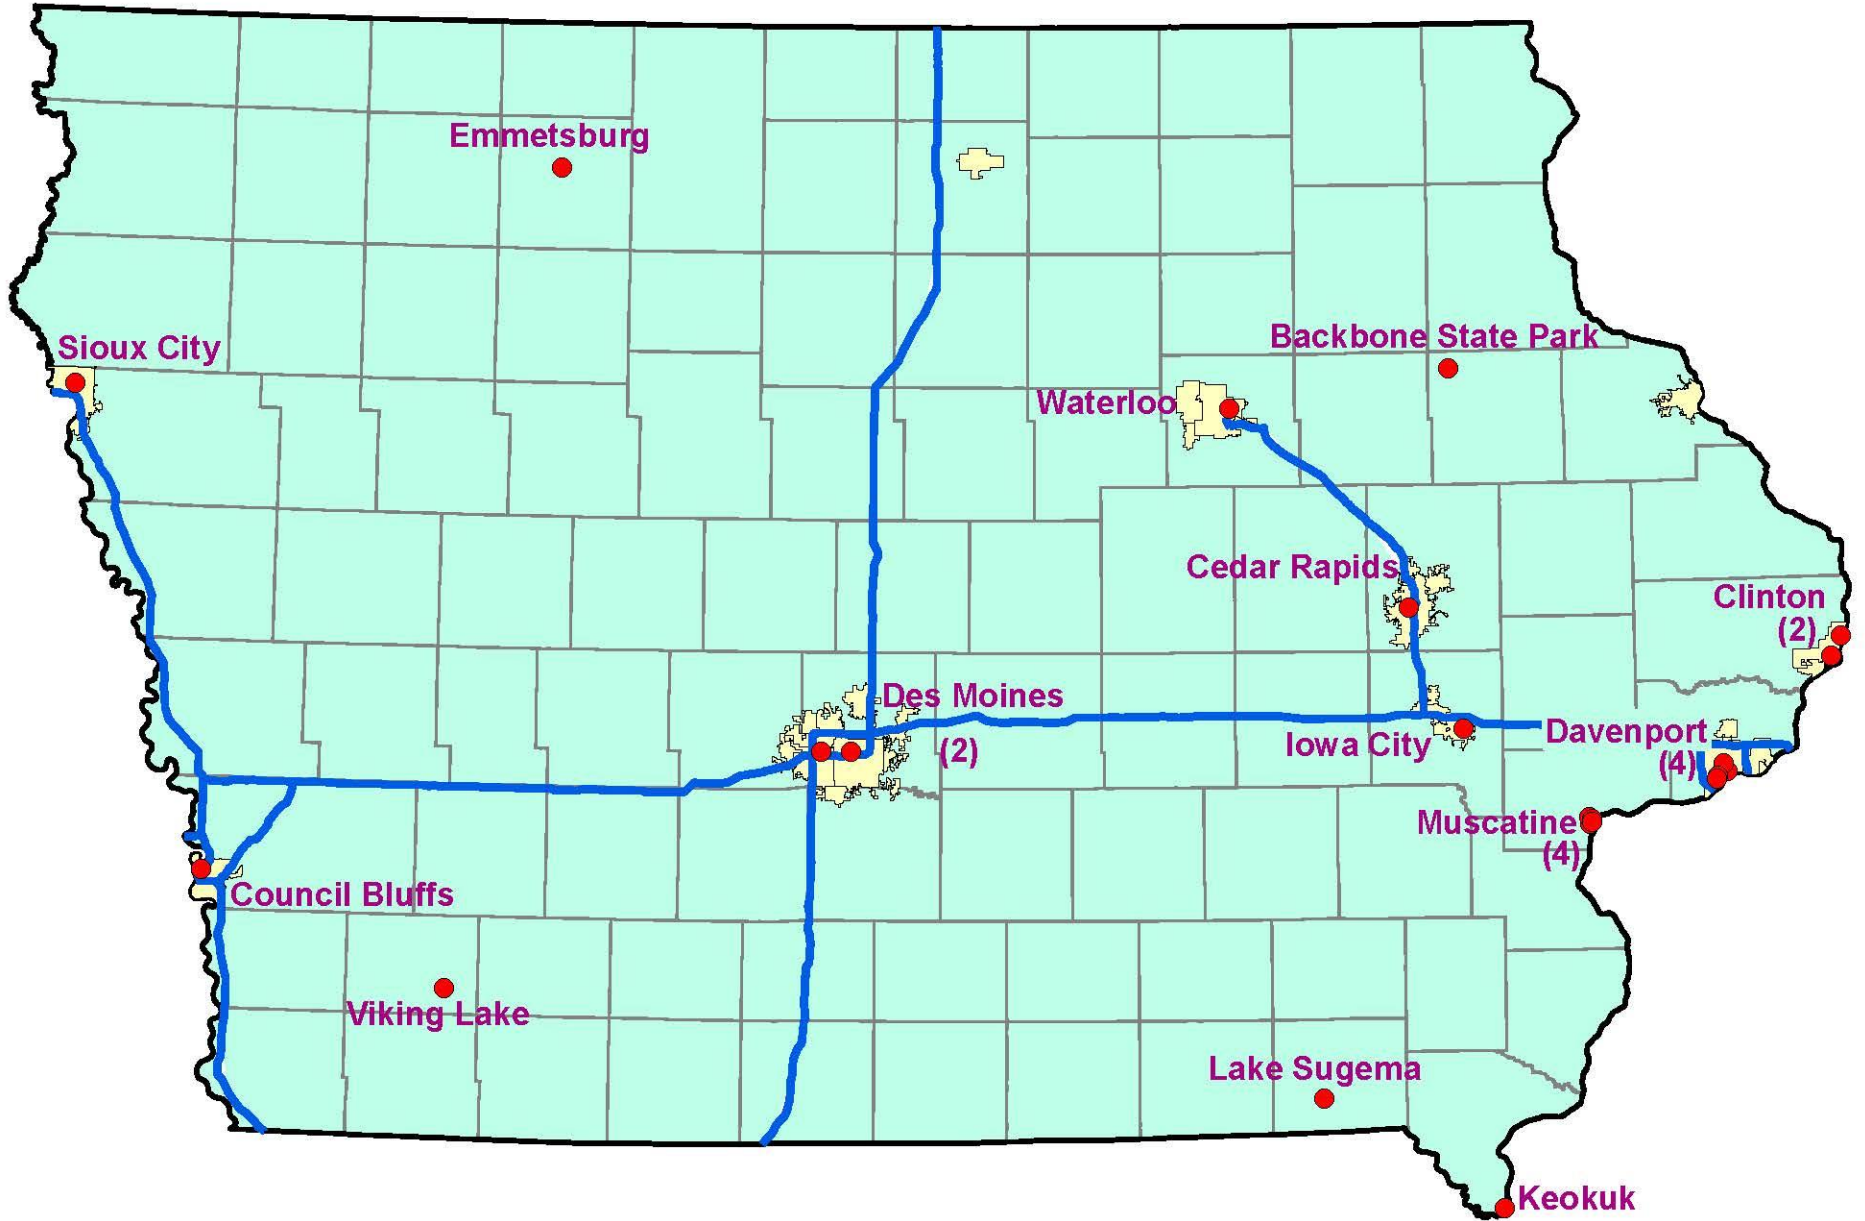 Emmetsburg
Sioux City
Backbone State Park
Waterloo
Cedar Rapids
Clinton
(2)
Des Moines
(2)
Iowa City
Davenport
(4)
Muscatine
(4)
Council Bluffs
Viking Lake
Lake Sugema
Keokuk